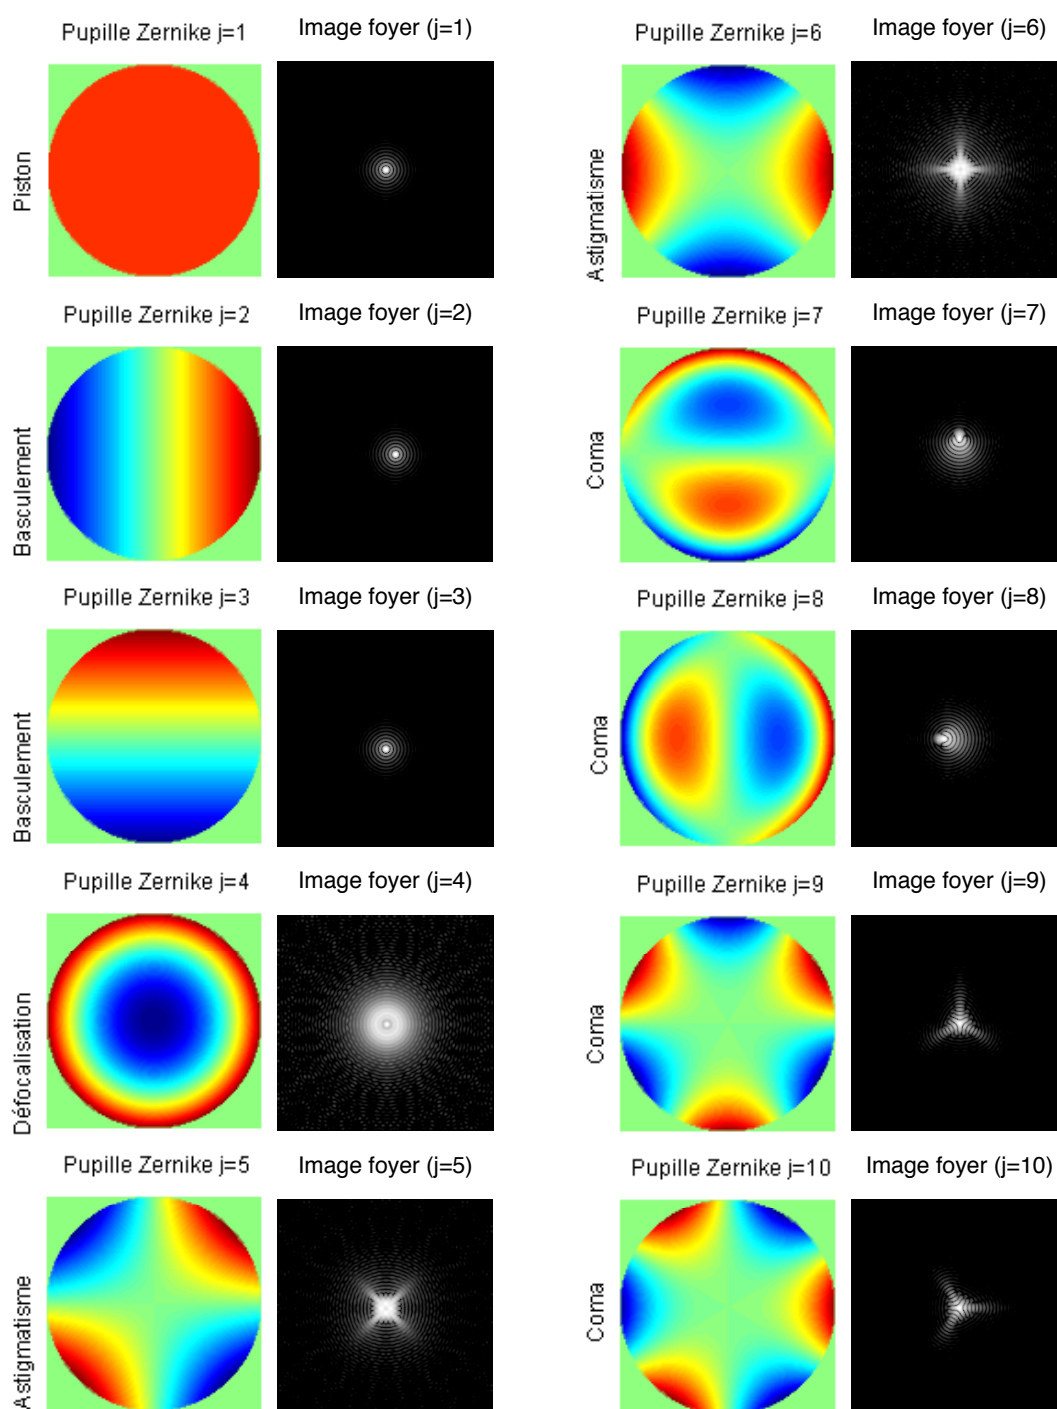 Pupille Zernike j=1
Image foyer (j=1)
Piston
Pupille Zernike j=2
Image foyer (j=2)
Basculement
Pupille Zernike j=3
Image foyer (j=3)
Basculement
Pupille Zernike j=4
Image foyer (j=4)
Défocalisation
Pupille Zernike j=5
Image foyer (j=5)
Astigmatisme
Pupille Zernike j=6
Image foyer (j=6)
Astigmatisme
Pupille Zernike j=7
Image foyer (j=7)
Coma
Pupille Zernike j=8
Image foyer (j=8)
Coma
Pupille Zernike j=9
Image foyer (j=9)
Coma
Pupille Zernike j=10
Image foyer (j=10)
Coma